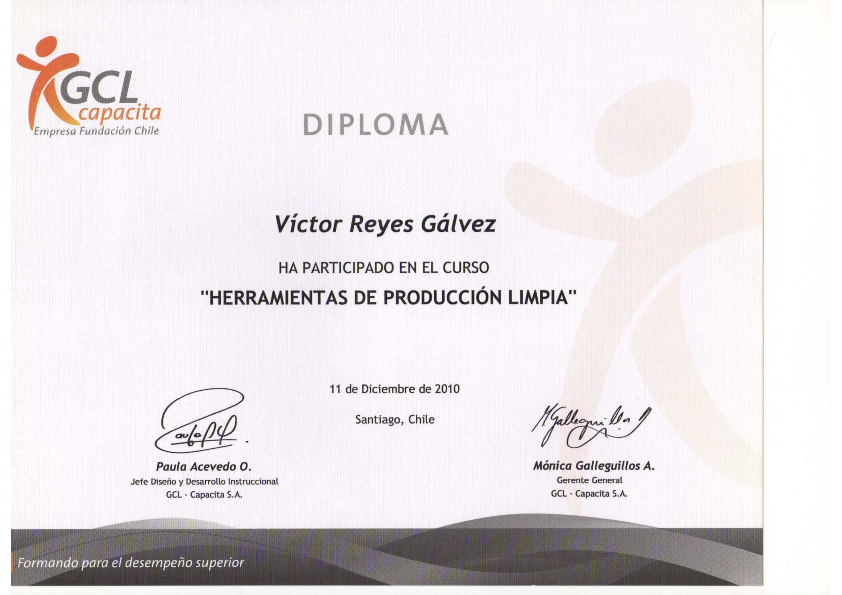 GCL
capacita
Empresa Fundación Chile
DIPLOMA
Víctor Reyes Gálvez
HA PARTICIPADO EN EL CURSO
"HERRAMIENTAS DE PRODUCCIÓN LIMPIA"
11 de Diciembre de 2010
Santiago, Chile
Paula Acevedo O.
Jefe Diseño y Desarrollo Instruccional
GCL - Capacita S.A.
MGalleguillos
Mónica Galleguillos A.
Gerente General
GCL - Capacita S.A.
Formando para el desempeño superior